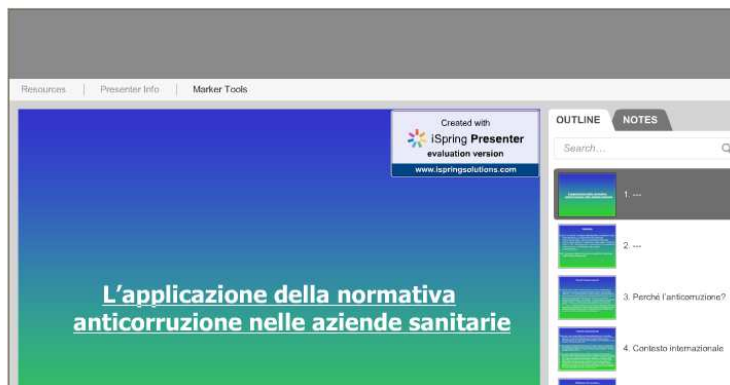 Resources | Presenter Info | Marker Tools
Created with
iSpring Presenter
evaluation version
www.ispringsolutions.com
L'applicazione della normativa
anticorruzione nelle aziende sanitarie
OUTLINE NOTES
Search...
1. ---
2. ---
3. Perché l'anticorruzione?
4. Contesto internazionale